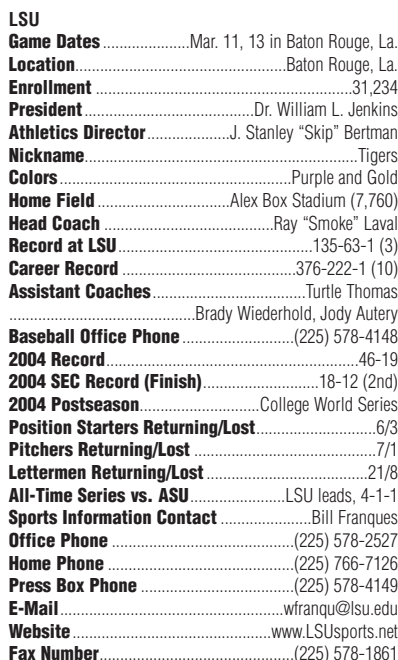 LSU
Game Dates .....................Mar. 11, 13 in Baton Rouge, La.
Location...................................................Baton Rouge, La.
Enrollment ..............................................................31,234
President .........................................Dr. William L. Jenkins
Athletics Director....................J. Stanley “Skip” Bertman
Nickname..................................................................Tigers
Colors........................................................Purple and Gold
Home Field ................................Alex Box Stadium (7,760)
Head Coach .......................................Ray “Smoke” Laval
Record at LSU...............................................135-63-1 (3)
Career Record ..........................................376-222-1 (10)
Assistant Coaches.....................................Turtle Thomas
.............................................Brady Wiederhold, Jody Autery
Baseball Office Phone ...........................(225) 578-4148
2004 Record.............................................................46-19
2004 SEC Record (Finish)............................18-12 (2nd)
2004 Postseason.............................College World Series
Position Starters Returning/Lost.................................6/3
Pitchers Returning/Lost ...............................................7/1
Lettermen Returning/Lost ..........................................21/8
All-Time Series vs. ASU.......................LSU leads, 4-1-1
Sports Information Contact ......................Bill Franques
Office Phone ............................................(225) 578-2527
Home Phone ............................................(225) 766-7126
Press Box Phone .....................................(225) 578-4149
E-Mail......................................................wfranqu@lsu.edu
Website ...................................................www.LSUsports.net
Fax Number...............................................(225) 578-1861